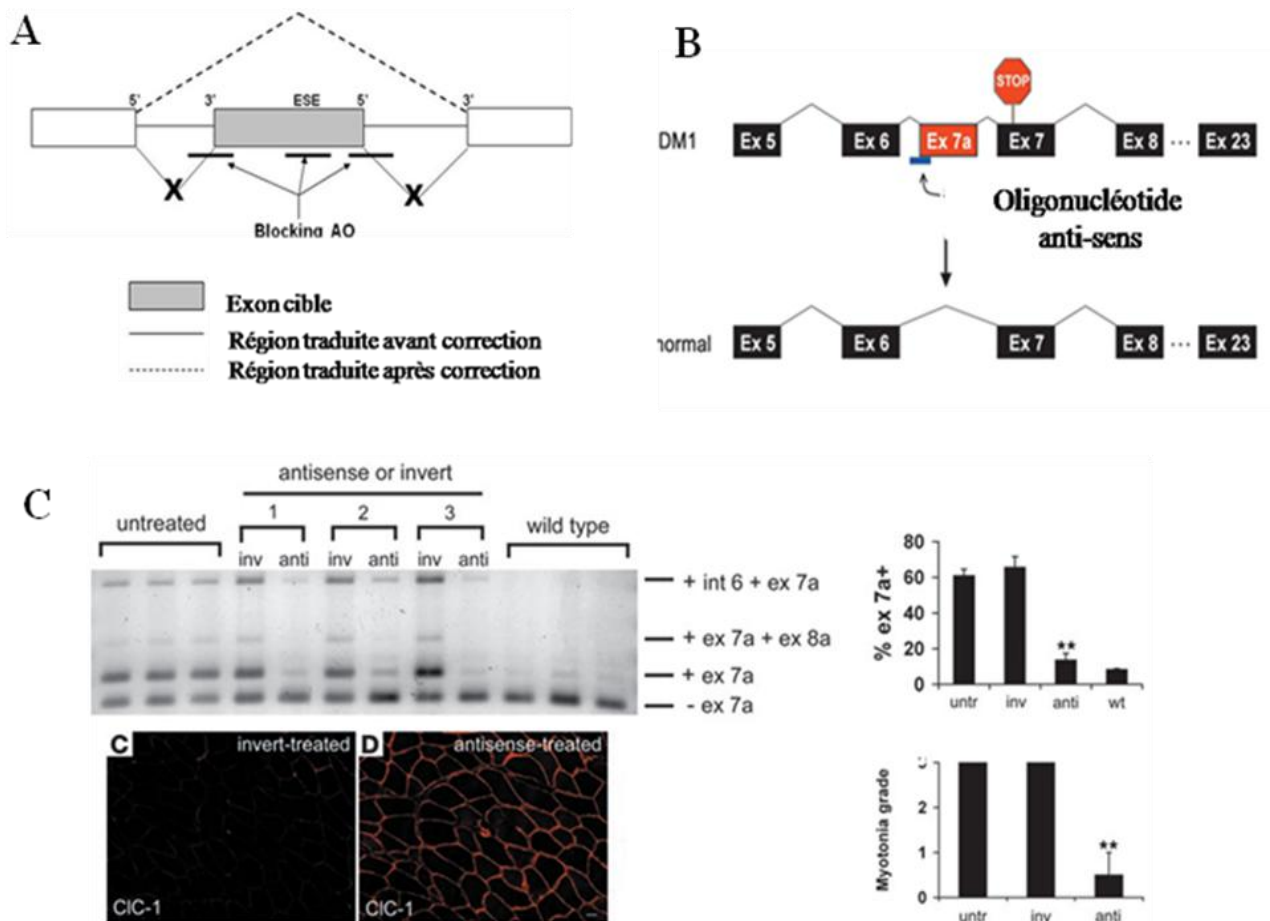 A
5' 3' ESE 5' 3'
X X
Blocking AO
Exon cible
Région traduite avant correction
Région traduite après correction
B
STOP
DM1 Ex 5 Ex 6 Ex 7a Ex 7 Ex 8 ... Ex 23
Oligonucléotide
anti-sens
normal Ex 5 Ex 6 Ex 7 Ex 8 ... Ex 23
C
antisense or invert
untreated 1 2 3 wild type
inv anti inv anti inv anti
+ int 6 + ex 7a
+ ex 7a + ex 8a
+ ex 7a
- ex 7a
C invert-treated
ClC-1
D antisense-treated
ClC-1
% ex 7a+
80
60
40
20
0
**
untr inv anti wt
Myotonia grade
2
1
0
**
untr inv anti